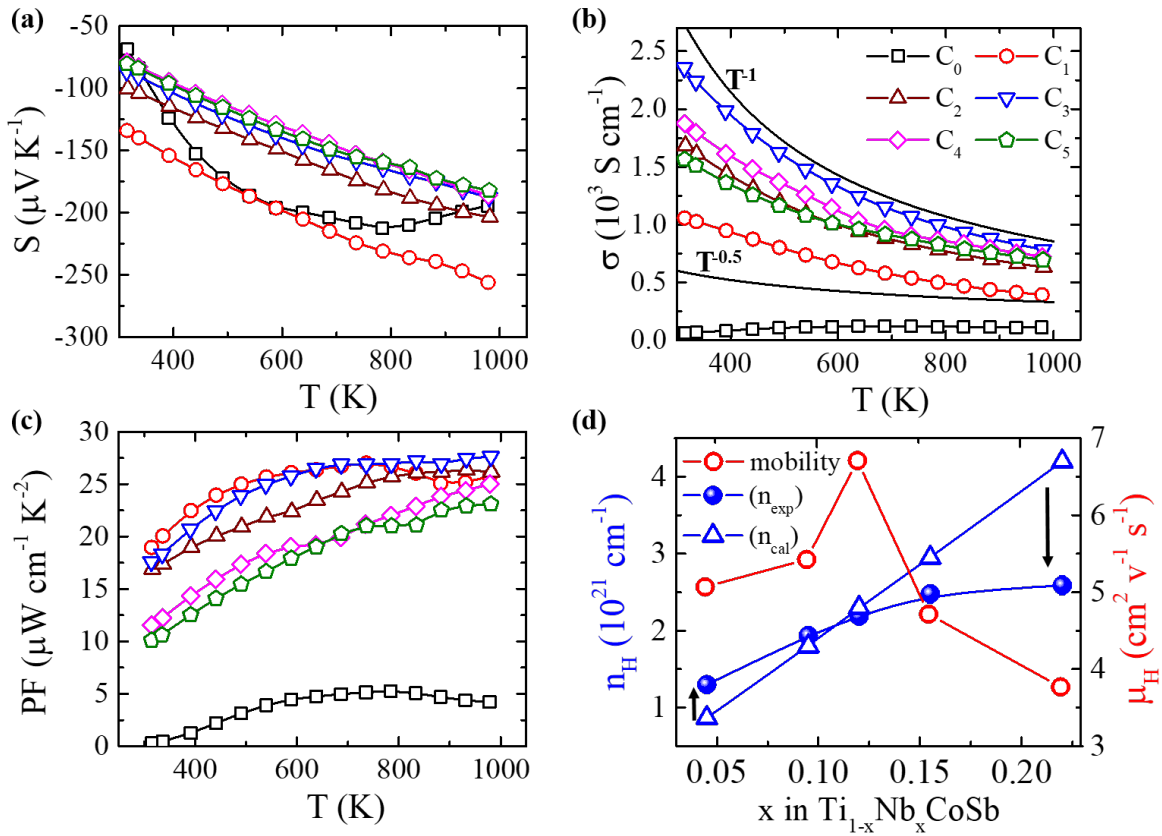 (a)
-50
-100
-150
-200
-250
-300
S (μV K⁻¹)
400 600 800 1000
T (K)
(b)
2.5
2.0
1.5
1.0
0.5
0.0
σ (10³ S cm⁻¹)
T⁻¹
T⁻⁰·⁵
C₀ C₁
C₂ C₃
C₄ C₅
400 600 800 1000
T (K)
(c)
30
25
20
15
10
5
0
PF (μW cm⁻¹ K⁻²)
400 600 800 1000
T (K)
(d)
4
3
2
1
n_H (10²¹ cm⁻¹)
mobility
(n_exp)
(n_cal)
7
6
5
4
3
μ_H (cm² v⁻¹ s⁻¹)
0.05 0.10 0.15 0.20
x in Ti₁₋ₓNbₓCoSb